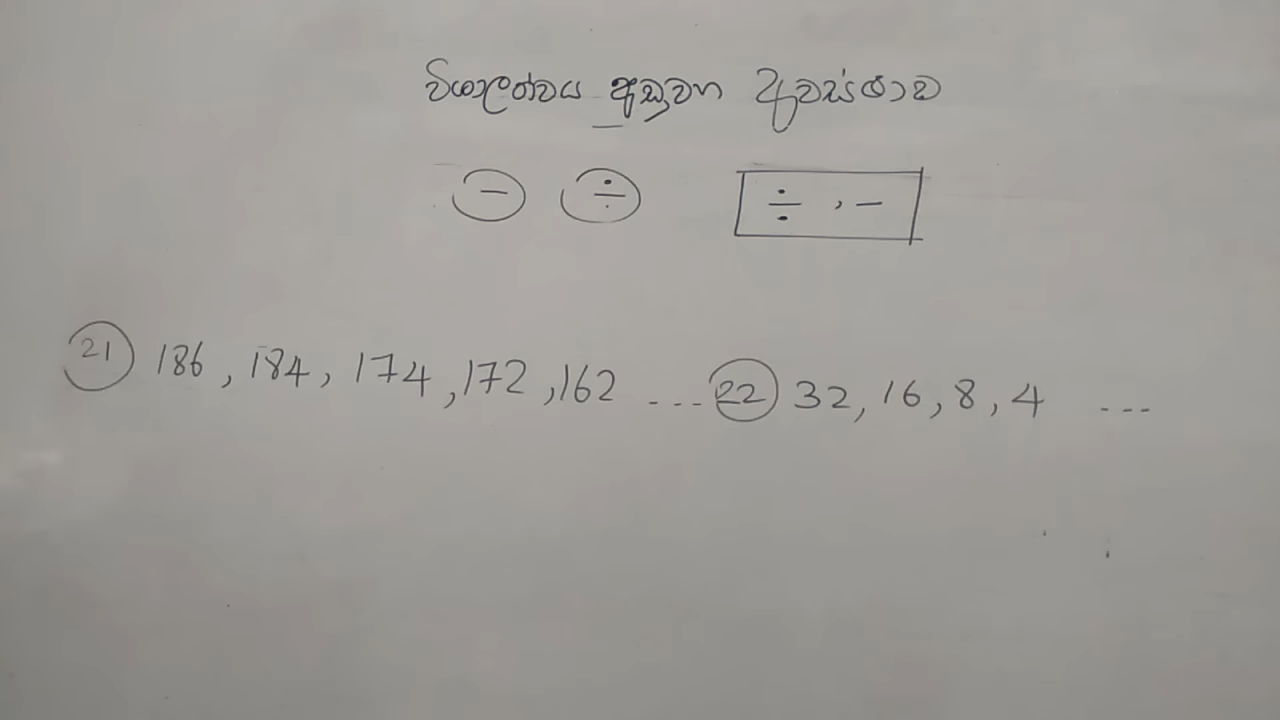 විශාලත්වය අඩුවන අවස්ථාව
− ÷ ÷ , −
21 186 , 184 , 174 , 172 , 162 ... 22 32 , 16 , 8 , 4 ...